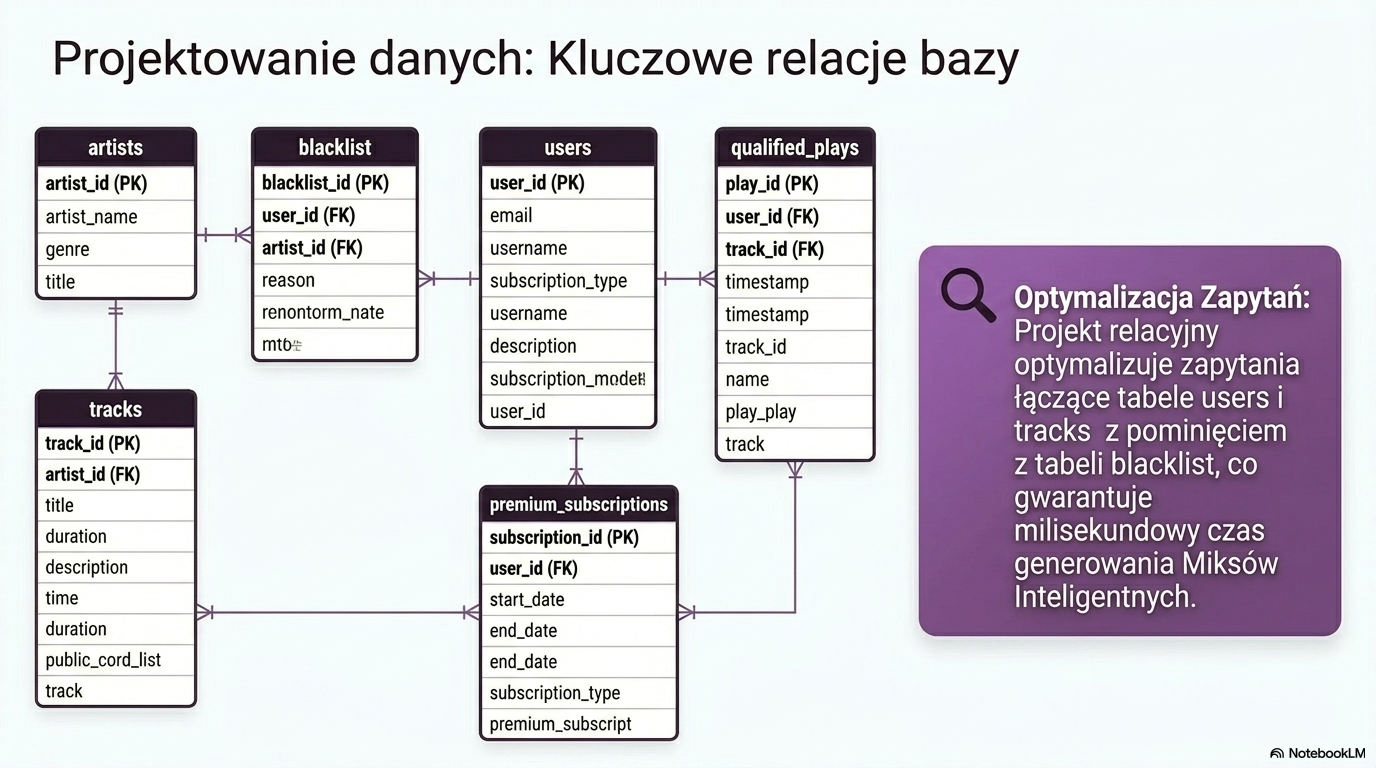 Projektowanie danych: Kluczowe relacje bazy
artists
artist_id (PK)
artist_name
genre
title
blacklist
blacklist_id (PK)
user_id (FK)
artist_id (FK)
reason
renontorm_nate
users
user_id (PK)
email
username
subscription_type
username
description
user_id
qualified_plays
play_id (PK)
user_id (FK)
track_id (FK)
timestamp
timestamp
track_id
name
play_play
track
tracks
track_id (PK)
artist_id (FK)
title
duration
description
time
duration
public_cord_list
track
premium_subscriptions
subscription_id (PK)
user_id (FK)
start_date
end_date
end_date
subscription_type
premium_subscript
Optymalizacja Zapytań:
Projekt relacyjny
optymalizuje zapytania
łączące tabele users i
tracks z pominięciem
z tabeli blacklist, co
gwarantuje
milisekundowy czas
generowania Miksów
Inteligentnych.
NotebookLM